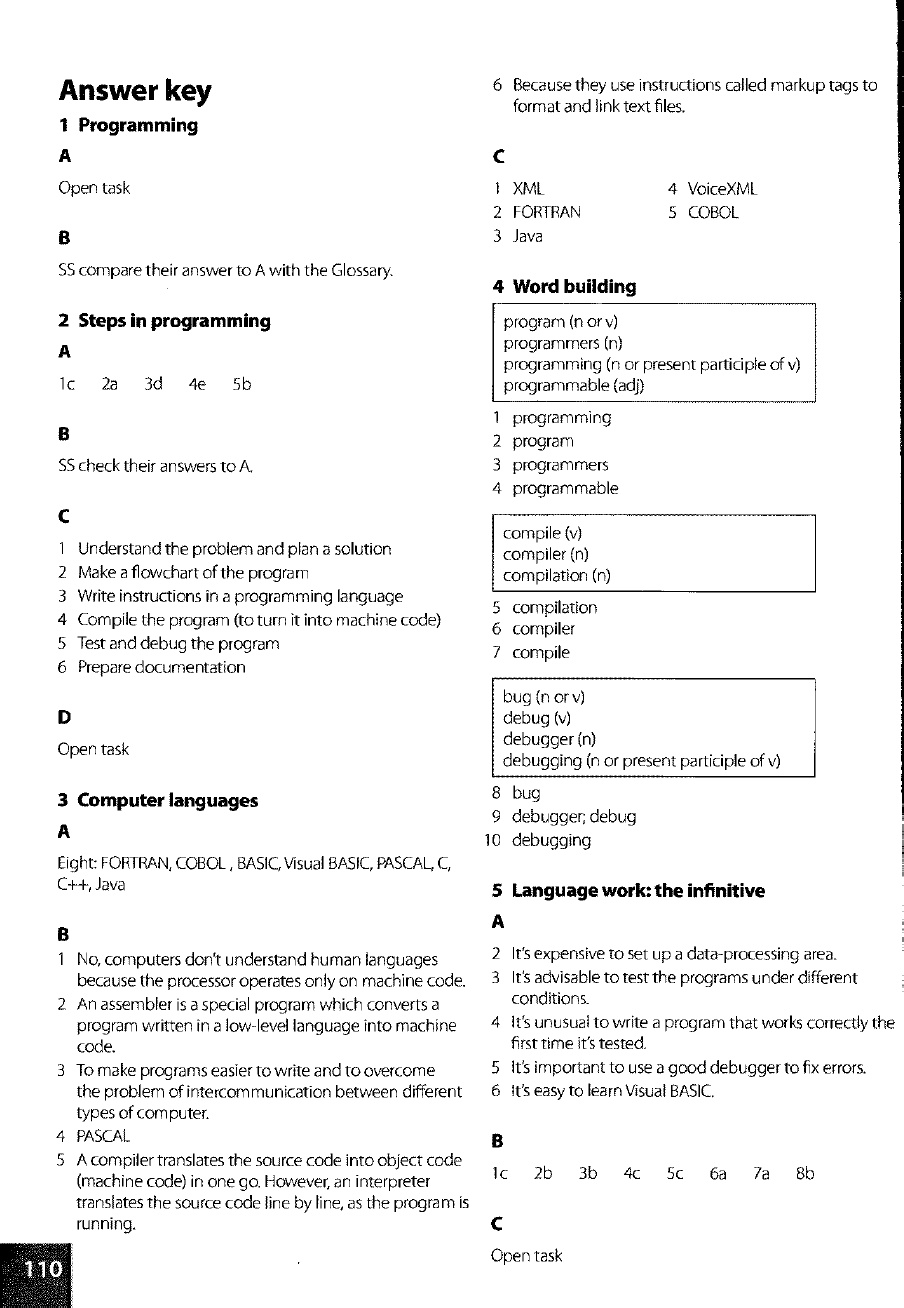 Answer key
1 Programming
A
Open task
B
SS compare their answer to A with the Glossary.
2 Steps in programming
A
1c 2a 3d 4e 5b
B
SS check their answers to A.
C
1 Understand the problem and plan a solution
2 Make a flowchart of the program
3 Write instructions in a programming language
4 Compile the program (to turn it into machine code)
5 Test and debug the program
6 Prepare documentation
D
Open task
3 Computer languages
A
Eight: FORTRAN, COBOL , BASIC, Visual BASIC, PASCAL, C,
C++, Java
B
1 No, computers don't understand human languages
because the processor operates only on machine code.
2 An assembler is a special program which converts a
program written in a low-level language into machine
code.
3 To make programs easier to write and to overcome
the problem of intercommunication between different
types of computer.
4 PASCAL
5 A compiler translates the source code into object code
(machine code) in one go. However, an interpreter
translates the source code line by line, as the program is
running.
110
6 Because they use instructions called markup tags to
format and link text files.
C
1 XML 4 VoiceXML
2 FORTRAN 5 COBOL
3 Java
4 Word building
program (n or v)
programmers (n)
programming (n or present participle of v)
programmable (adj)
1 programming
2 program
3 programmers
4 programmable
compile (v)
compiler (n)
compilation (n)
5 compilation
6 compiler
7 compile
bug (n or v)
debug (v)
debugger (n)
debugging (n or present participle of v)
8 bug
9 debugger; debug
10 debugging
5 Language work: the infinitive
A
2 It's expensive to set up a data-processing area.
3 It's advisable to test the programs under different
conditions.
4 It's unusual to write a program that works correctly the
first time it's tested.
5 It's important to use a good debugger to fix errors.
6 It's easy to learn Visual BASIC.
B
1c 2b 3b 4c 5c 6a 7a 8b
C
Open task